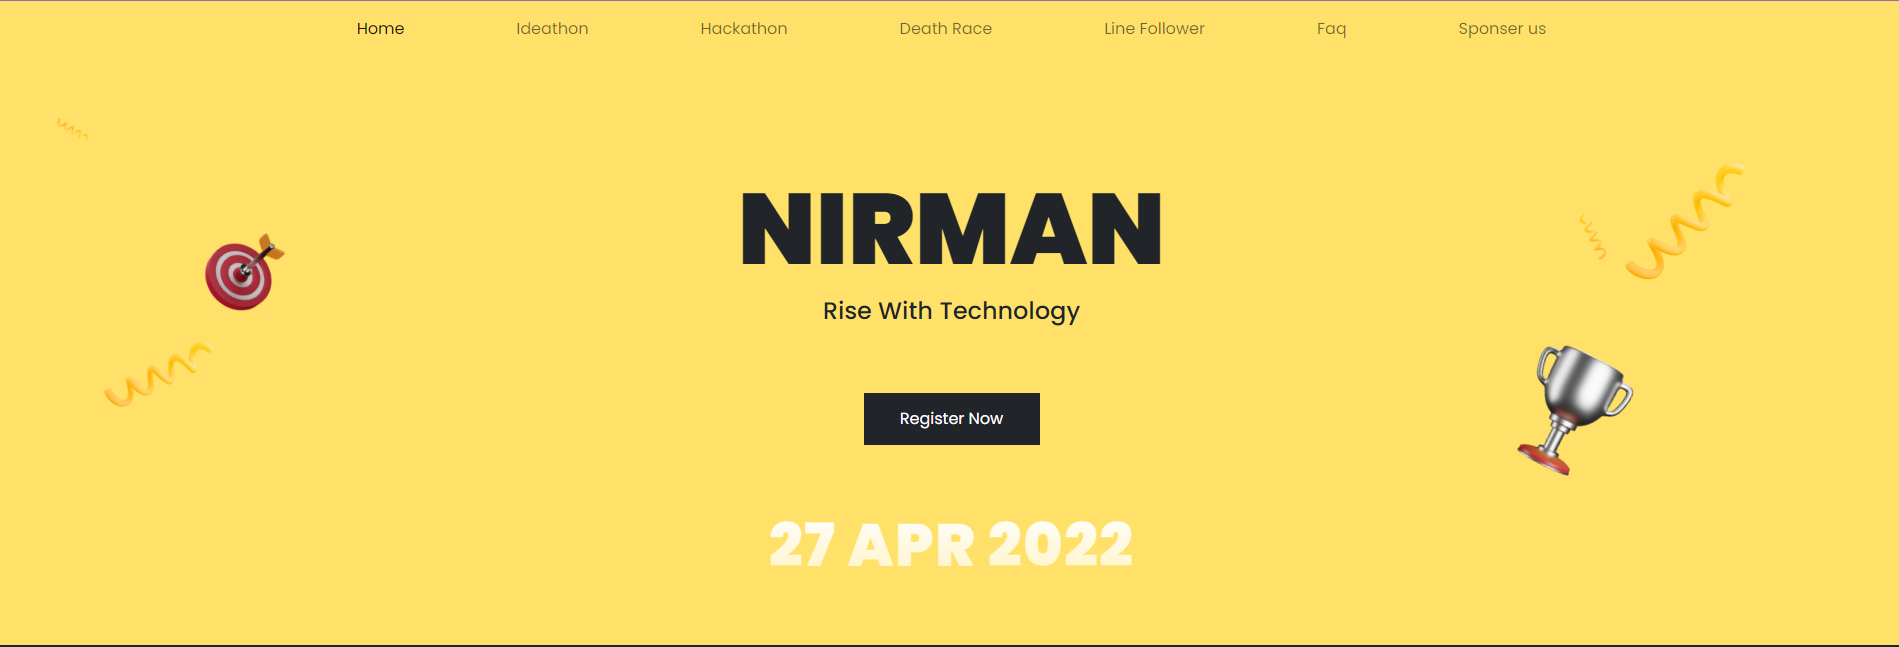 Home Ideathon Hackathon Death Race Line Follower Faq Sponser us
NIRMAN
Rise With Technology
Register Now
27 APR 2022